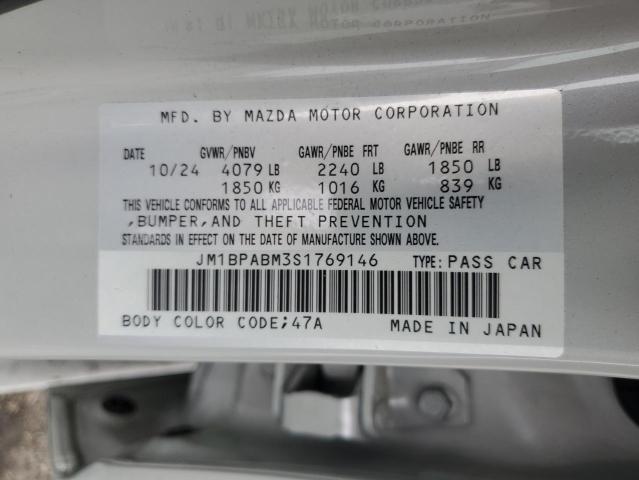 MFD. BY MAZDA MOTOR CORPORATION
DATE GVWR/PNBV GAWR/PNBE FRT GAWR/PNBE RR
10/24 4079 LB 2240 LB 1850 LB
1850 KG 1016 KG 839 KG
THIS VEHICLE CONFORMS TO ALL APPLICABLE FEDERAL MOTOR VEHICLE SAFETY
,BUMPER,AND THEFT PREVENTION
STANDARDS IN EFFECT ON THE DATE OF MANUFACTURE SHOWN ABOVE.
JM1BPABM3S1769146 TYPE: PASS CAR
BODY COLOR CODE;47A MADE IN JAPAN